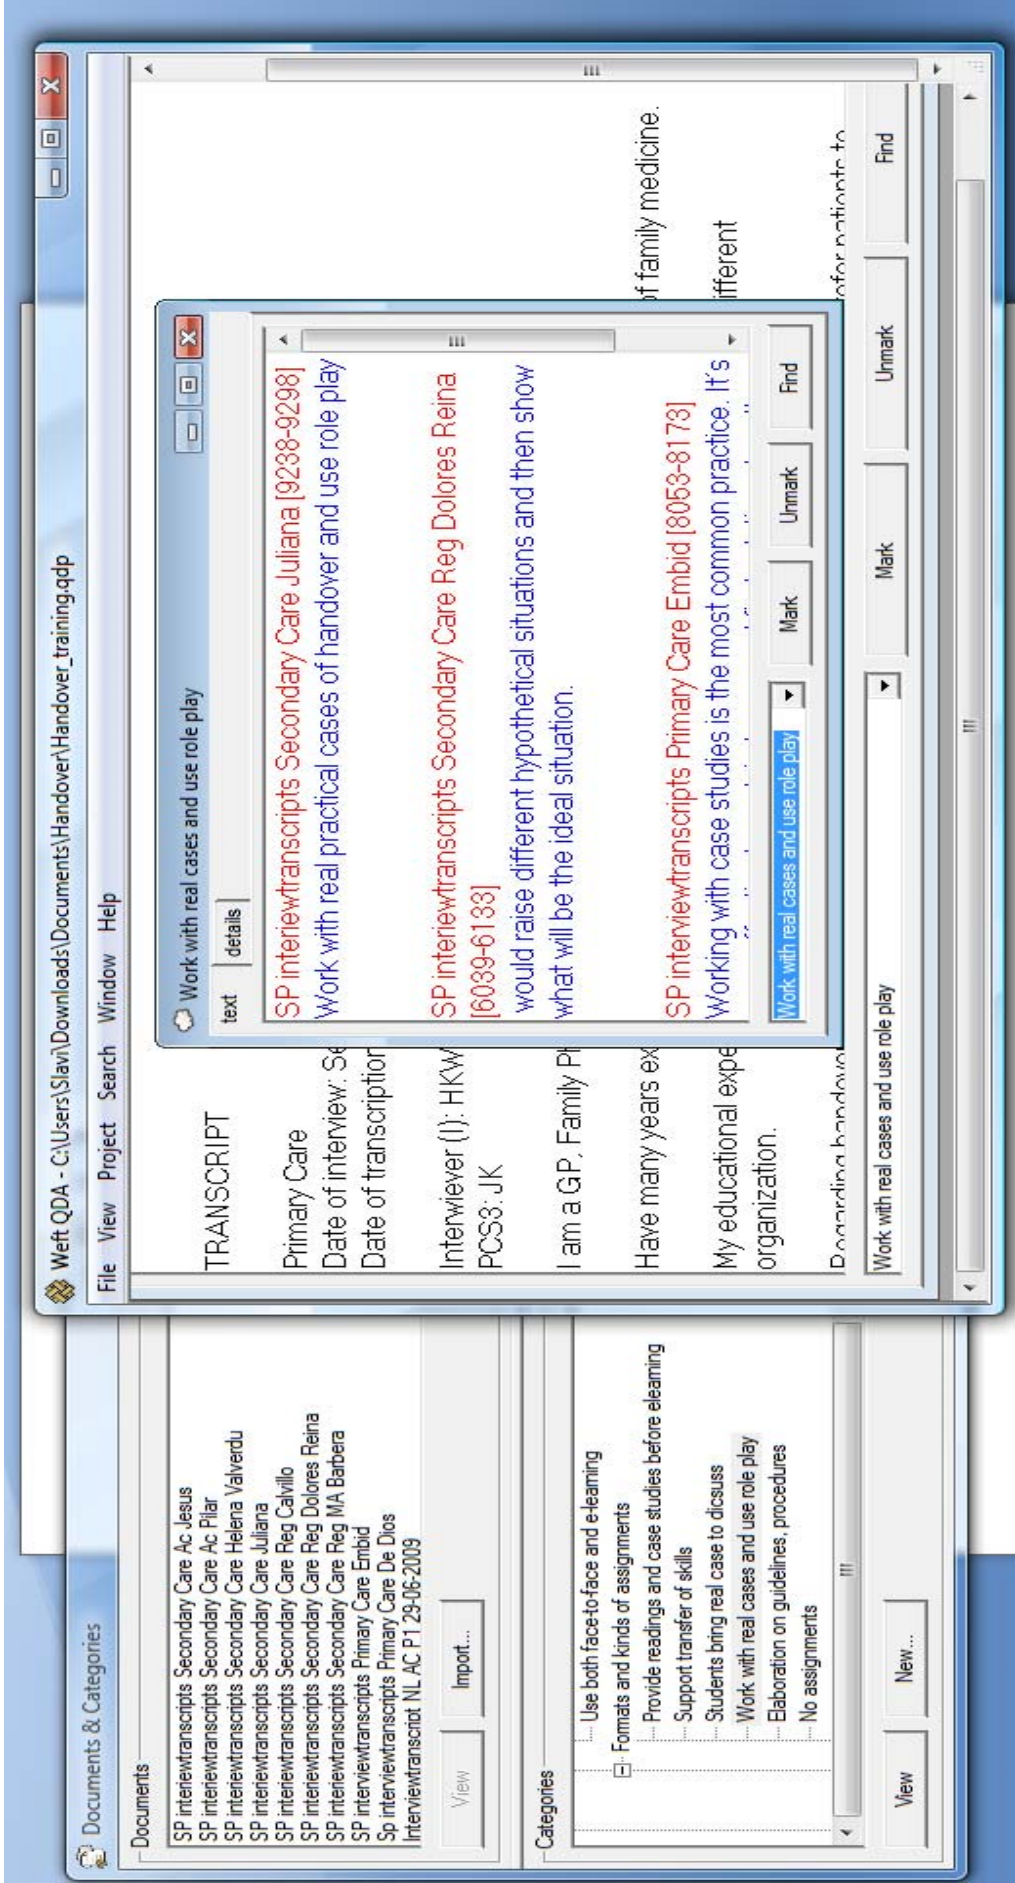 Documents & Categories
Documents
SP interiewtranscripts Secondary Care Ac Jesus
SP interiewtranscripts Secondary Care Ac Pilar
SP interiewtranscripts Secondary Care Helena Valverdu
SP interiewtranscripts Secondary Care Juliana
SP interiewtranscripts Secondary Care Reg Calvillo
SP interiewtranscripts Secondary Care Reg Dolores Reina
SP interiewtranscripts Secondary Care Reg MA Barbera
SP interviewtranscripts Primary Care Embid
Sp interviewtranscripts Primary Care De Dios
Interviewtranscriot NL AC P1 29-06-2009
View
Import...
Categories
Use both face-to-face and e-learning
Formats and kinds of assignments
Provide readings and case studies before elearning
Support transfer of skills
Students bring real case to dicsuss
Work with real cases and use role play
Elaboration on guidelines, procedures
No assignments
View
New...
Weft QDA - C:\Users\Slavi\Downloads\Documents\Handover\Handover_training.qdp
File View Project Search Window Help
TRANSCRIPT
Primary Care
Date of interview: Se
Date of transcription
Interwiever (I): HKW
PCS3: JK
I am a GP, Family Ph
Have many years ex of family medicine.
My educational expe ifferent
organization.
Regarding handove refer patients to
Work with real cases and use role play
Mark
Unmark
Find
Work with real cases and use role play
text
details
SP interiewtranscripts Secondary Care Juliana [9238-9298]
Work with real practical cases of handover and use role play
SP interiewtranscripts Secondary Care Reg Dolores Reina
[6039-6133]
would raise different hypothetical situations and then show
what will be the ideal situation.
SP interviewtranscripts Primary Care Embid [8053-8173]
Working with case studies is the most common practice. It´s
Work with real cases and use role play
Mark
Unmark
Find